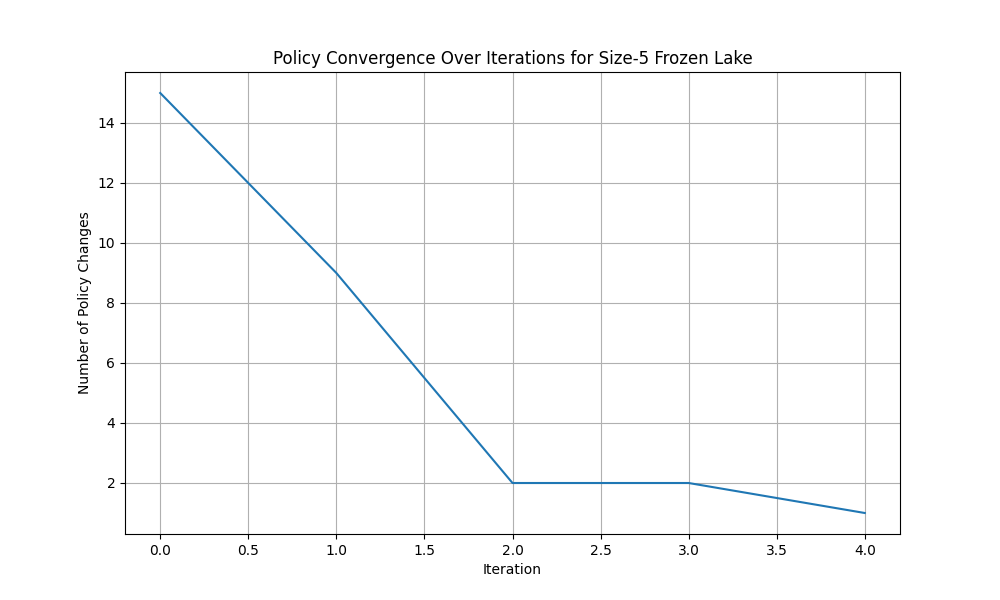 Policy Convergence Over Iterations for Size-5 Frozen Lake
Number of Policy Changes
14
12
10
8
6
4
2
0.0 0.5 1.0 1.5 2.0 2.5 3.0 3.5 4.0
Iteration